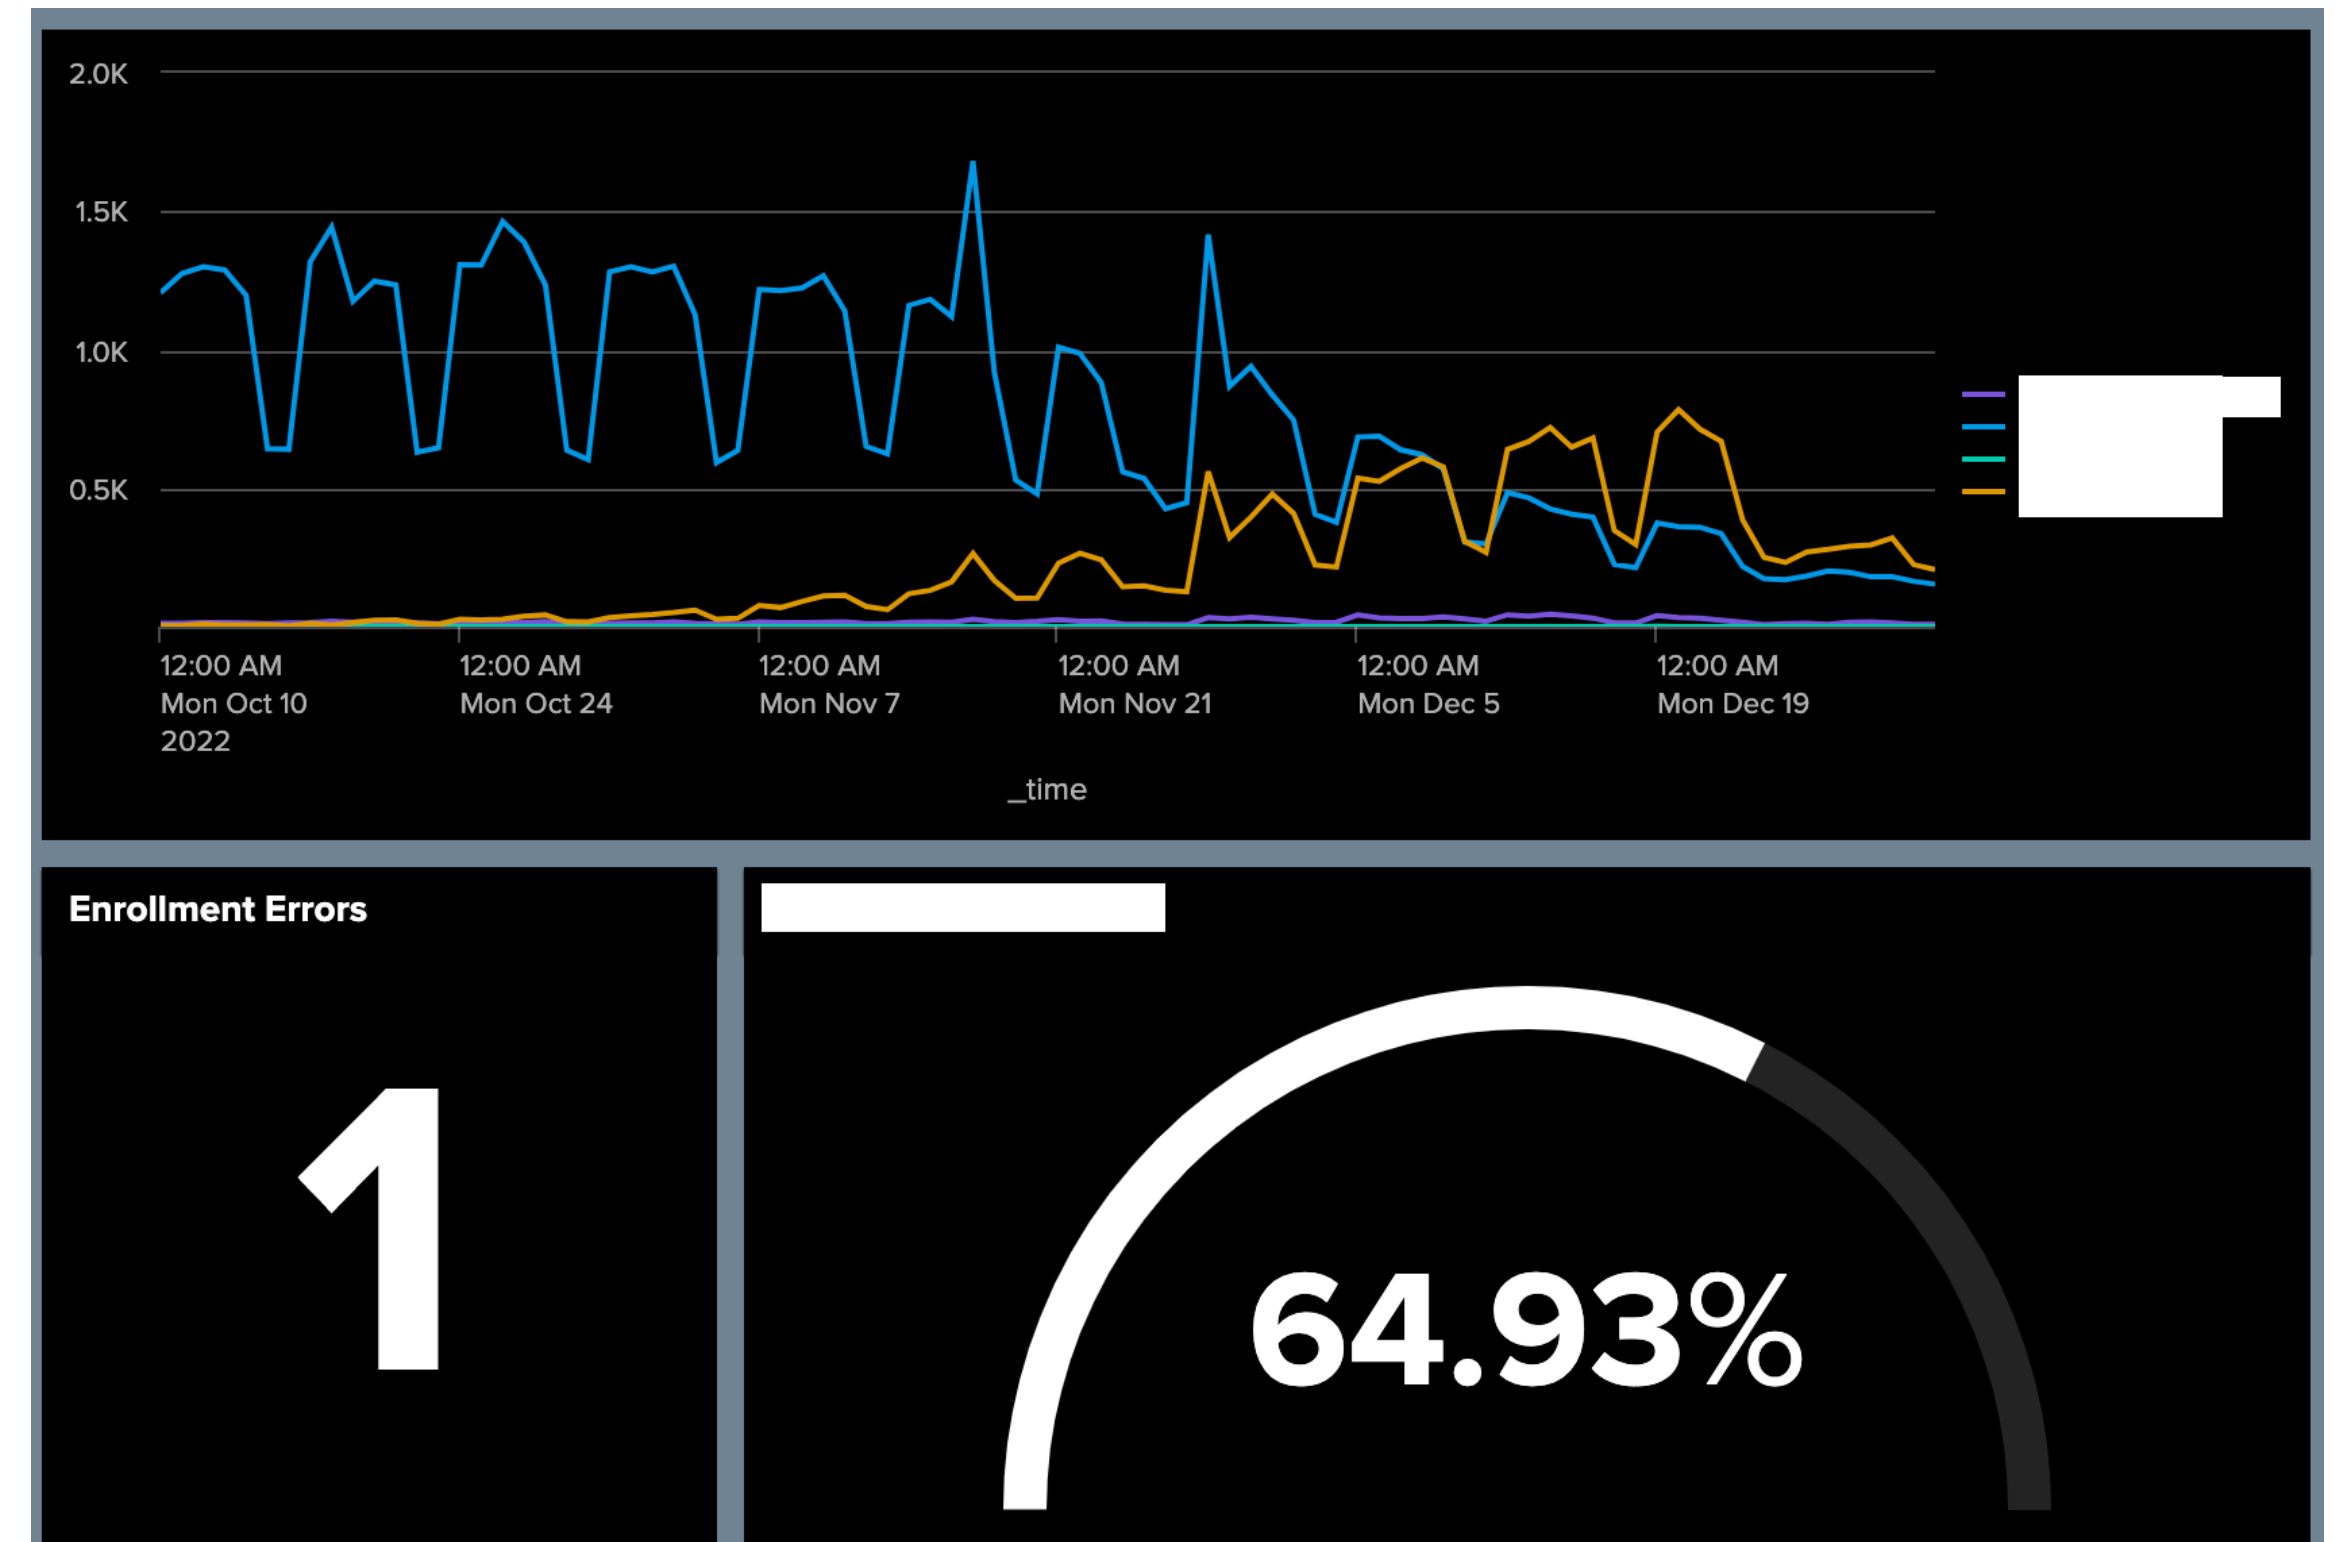 2.0K
1.5K
1.0K
0.5K
12:00 AM
Mon Oct 10
2022
12:00 AM
Mon Oct 24
12:00 AM
Mon Nov 7
12:00 AM
Mon Nov 21
12:00 AM
Mon Dec 5
12:00 AM
Mon Dec 19
_time
Enrollment Errors
1
64.93%